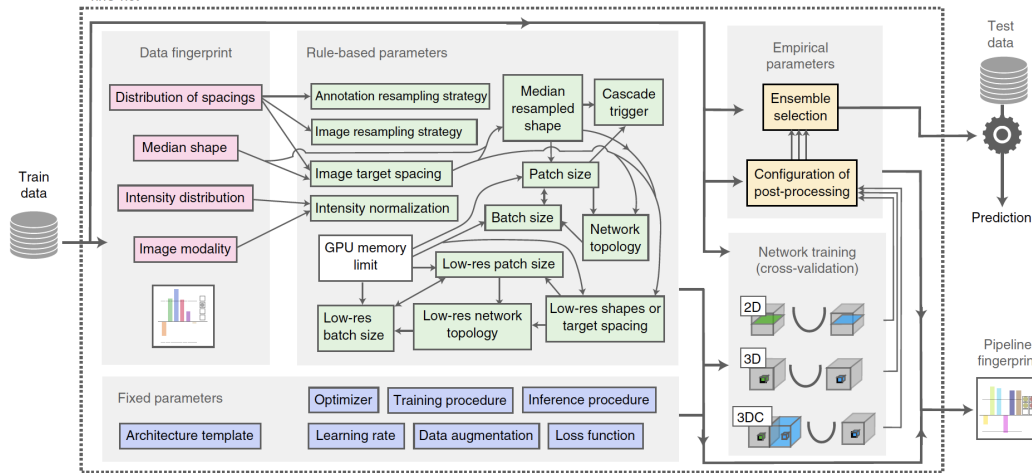 Data fingerprint
Rule-based parameters
Empirical
parameters
Test
data
Distribution of spacings
Annotation resampling strategy
Median
resampled
shape
Cascade
trigger
Ensemble
selection
Median shape
Image resampling strategy
Image target spacing
Patch size
Configuration of
post-processing
Train
data
Intensity distribution
Intensity normalization
Batch size
Network
topology
Prediction
Image modality
GPU memory
limit
Low-res patch size
Network training
(cross-validation)
Low-res
batch size
Low-res network
topology
Low-res shapes or
target spacing
2D
3D
3DC
Pipeline
fingerprint
Fixed parameters
Optimizer
Training procedure
Inference procedure
Architecture template
Learning rate
Data augmentation
Loss function